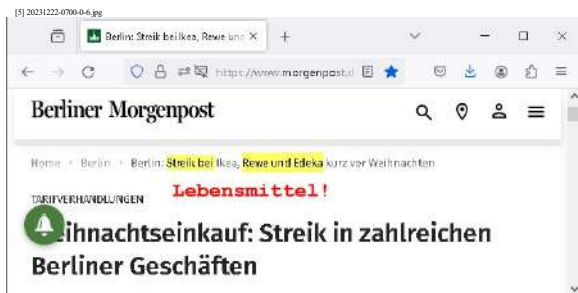 [5] 20231222-0700-0-6.jpg
Berlin: Streik bei Ikea, Rewe und
https://www.morgenpost.d
Berliner Morgenpost
Home Berlin Berlin: Streik bei Ikea, Rewe und Edeka kurz vor Weihnachten
TARIFVERHANDLUNGEN
Lebensmittel!
ihnachtseinkauf: Streik in zahlreichen
Berliner Geschäften